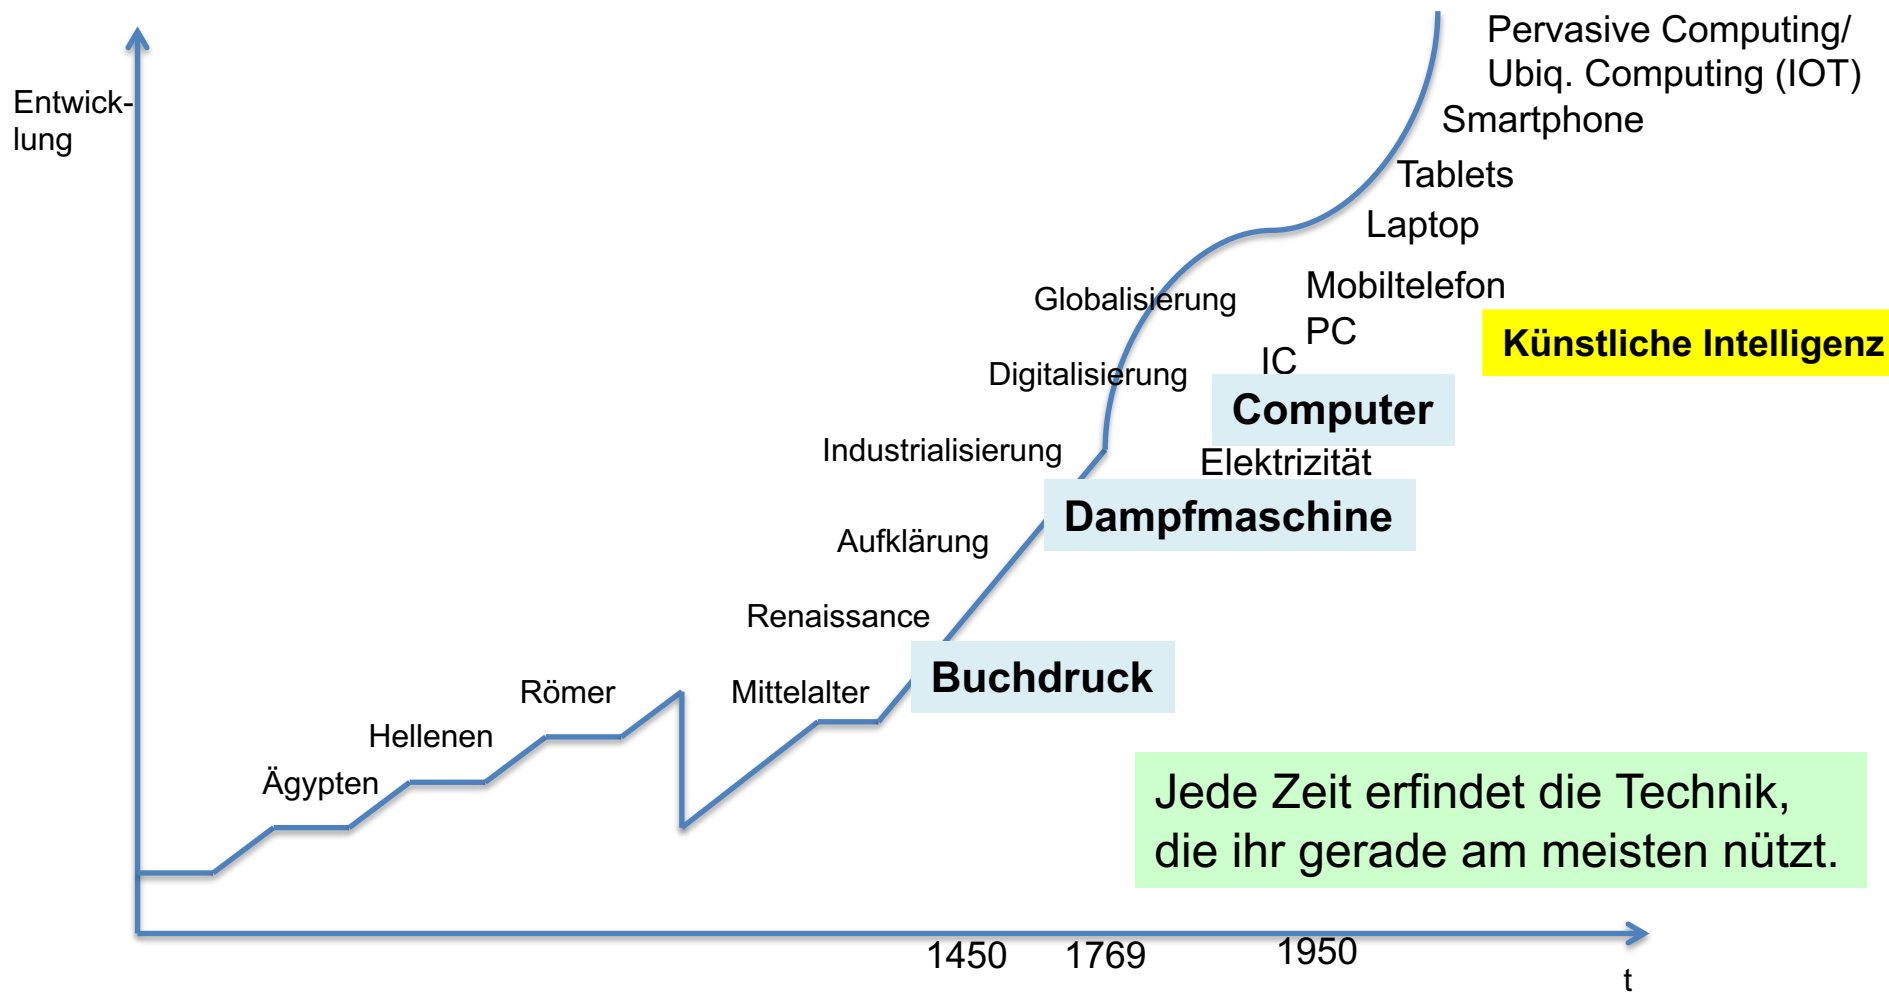 Pervasive Computing/
Ubiq. Computing (IOT)
Entwick-
lung
Smartphone
Tablets
Laptop
Globalisierung
Mobiltelefon
PC
Künstliche Intelligenz
IC
Digitalisierung
Computer
Industrialisierung
Elektrizität
Dampfmaschine
Aufklärung
Renaissance
Buchdruck
Römer
Mittelalter
Hellenen
Ägypten
Jede Zeit erfindet die Technik,
die ihr gerade am meisten nützt.
1450
1769
1950
t